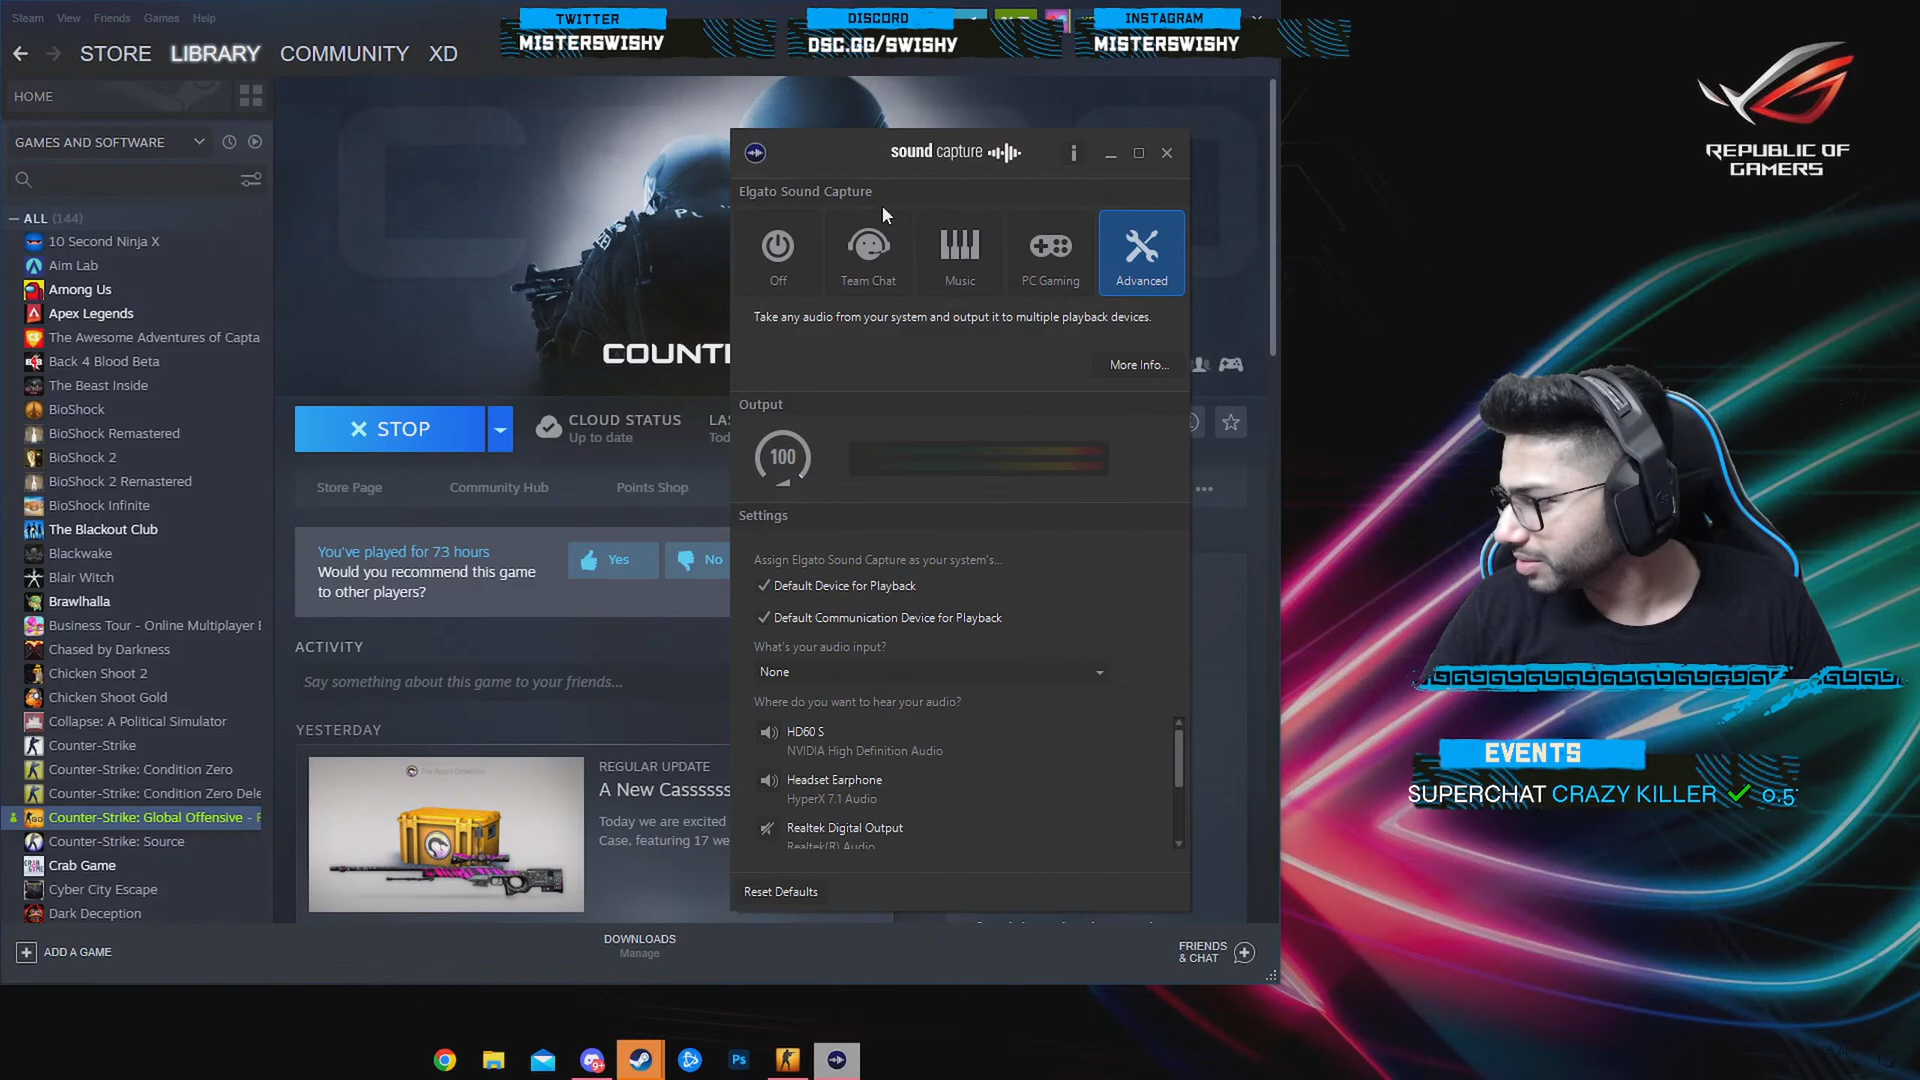 Steam View Friends Games Help
TWITTER
MISTERSWISHY
DISCORD
DSC.GG/SWISHY
INSTAGRAM
MISTERSWISHY
STORE LIBRARY COMMUNITY XD
REPUBLIC OF
GAMERS
HOME
GAMES AND SOFTWARE
ALL (144)
10 Second Ninja X
Aim Lab
Among Us
Apex Legends
The Awesome Adventures of Capta
Back 4 Blood Beta
The Beast Inside
BioShock
BioShock Remastered
BioShock 2
BioShock 2 Remastered
BioShock Infinite
The Blackout Club
Blackwake
Blair Witch
Brawlhalla
Business Tour - Online Multiplayer
Chased by Darkness
Chicken Shoot 2
Chicken Shoot Gold
Collapse: A Political Simulator
Counter-Strike
Counter-Strike: Condition Zero
Counter-Strike: Condition Zero Dele
Counter-Strike: Global Offensive -
Counter-Strike: Source
Crab Game
Cyber City Escape
Dark Deception
ADD A GAME
COUNTE
STOP
CLOUD STATUS
Up to date
LAS
Tod
Store Page
Community Hub
Points Shop
You've played for 73 hours
Would you recommend this game
to other players?
Yes
No
ACTIVITY
Say something about this game to your friends...
YESTERDAY
REGULAR UPDATE
A New Cassssss
Today we are excited
Case, featuring 17 we
DOWNLOADS
Manage
FRIENDS
& CHAT
sound capture
Elgato Sound Capture
Off
Team Chat
Music
PC Gaming
Advanced
Take any audio from your system and output it to multiple playback devices.
More Info...
Output
100
Settings
Assign Elgato Sound Capture as your system's...
Default Device for Playback
Default Communication Device for Playback
What's your audio input?
None
Where do you want to hear your audio?
HD60 S
NVIDIA High Definition Audio
Headset Earphone
HyperX 7.1 Audio
Realtek Digital Output
Realtek(R) Audio
Reset Defaults
EVENTS
SUPERCHAT CRAZY KILLER 0.5
Ps